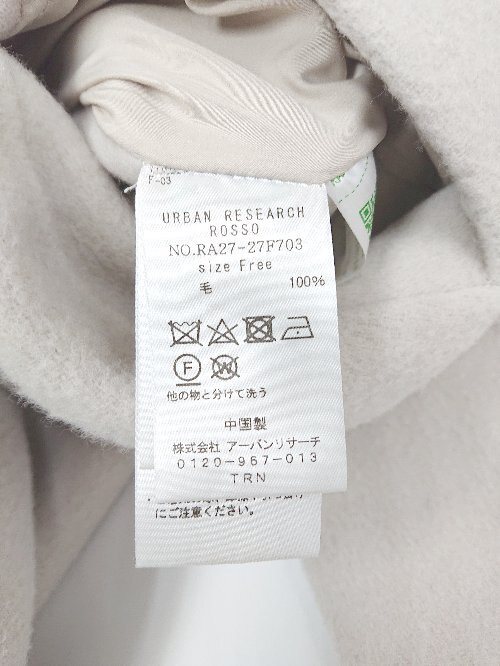 F-03
URBAN RESEARCH
ROSSO
NO.RA27-27F703
size Free
毛 100%
F W
他の物と分けて洗う
中国製
株式会社 アーバンリサーチ
0120-967-013
TRN
にご注意ください。